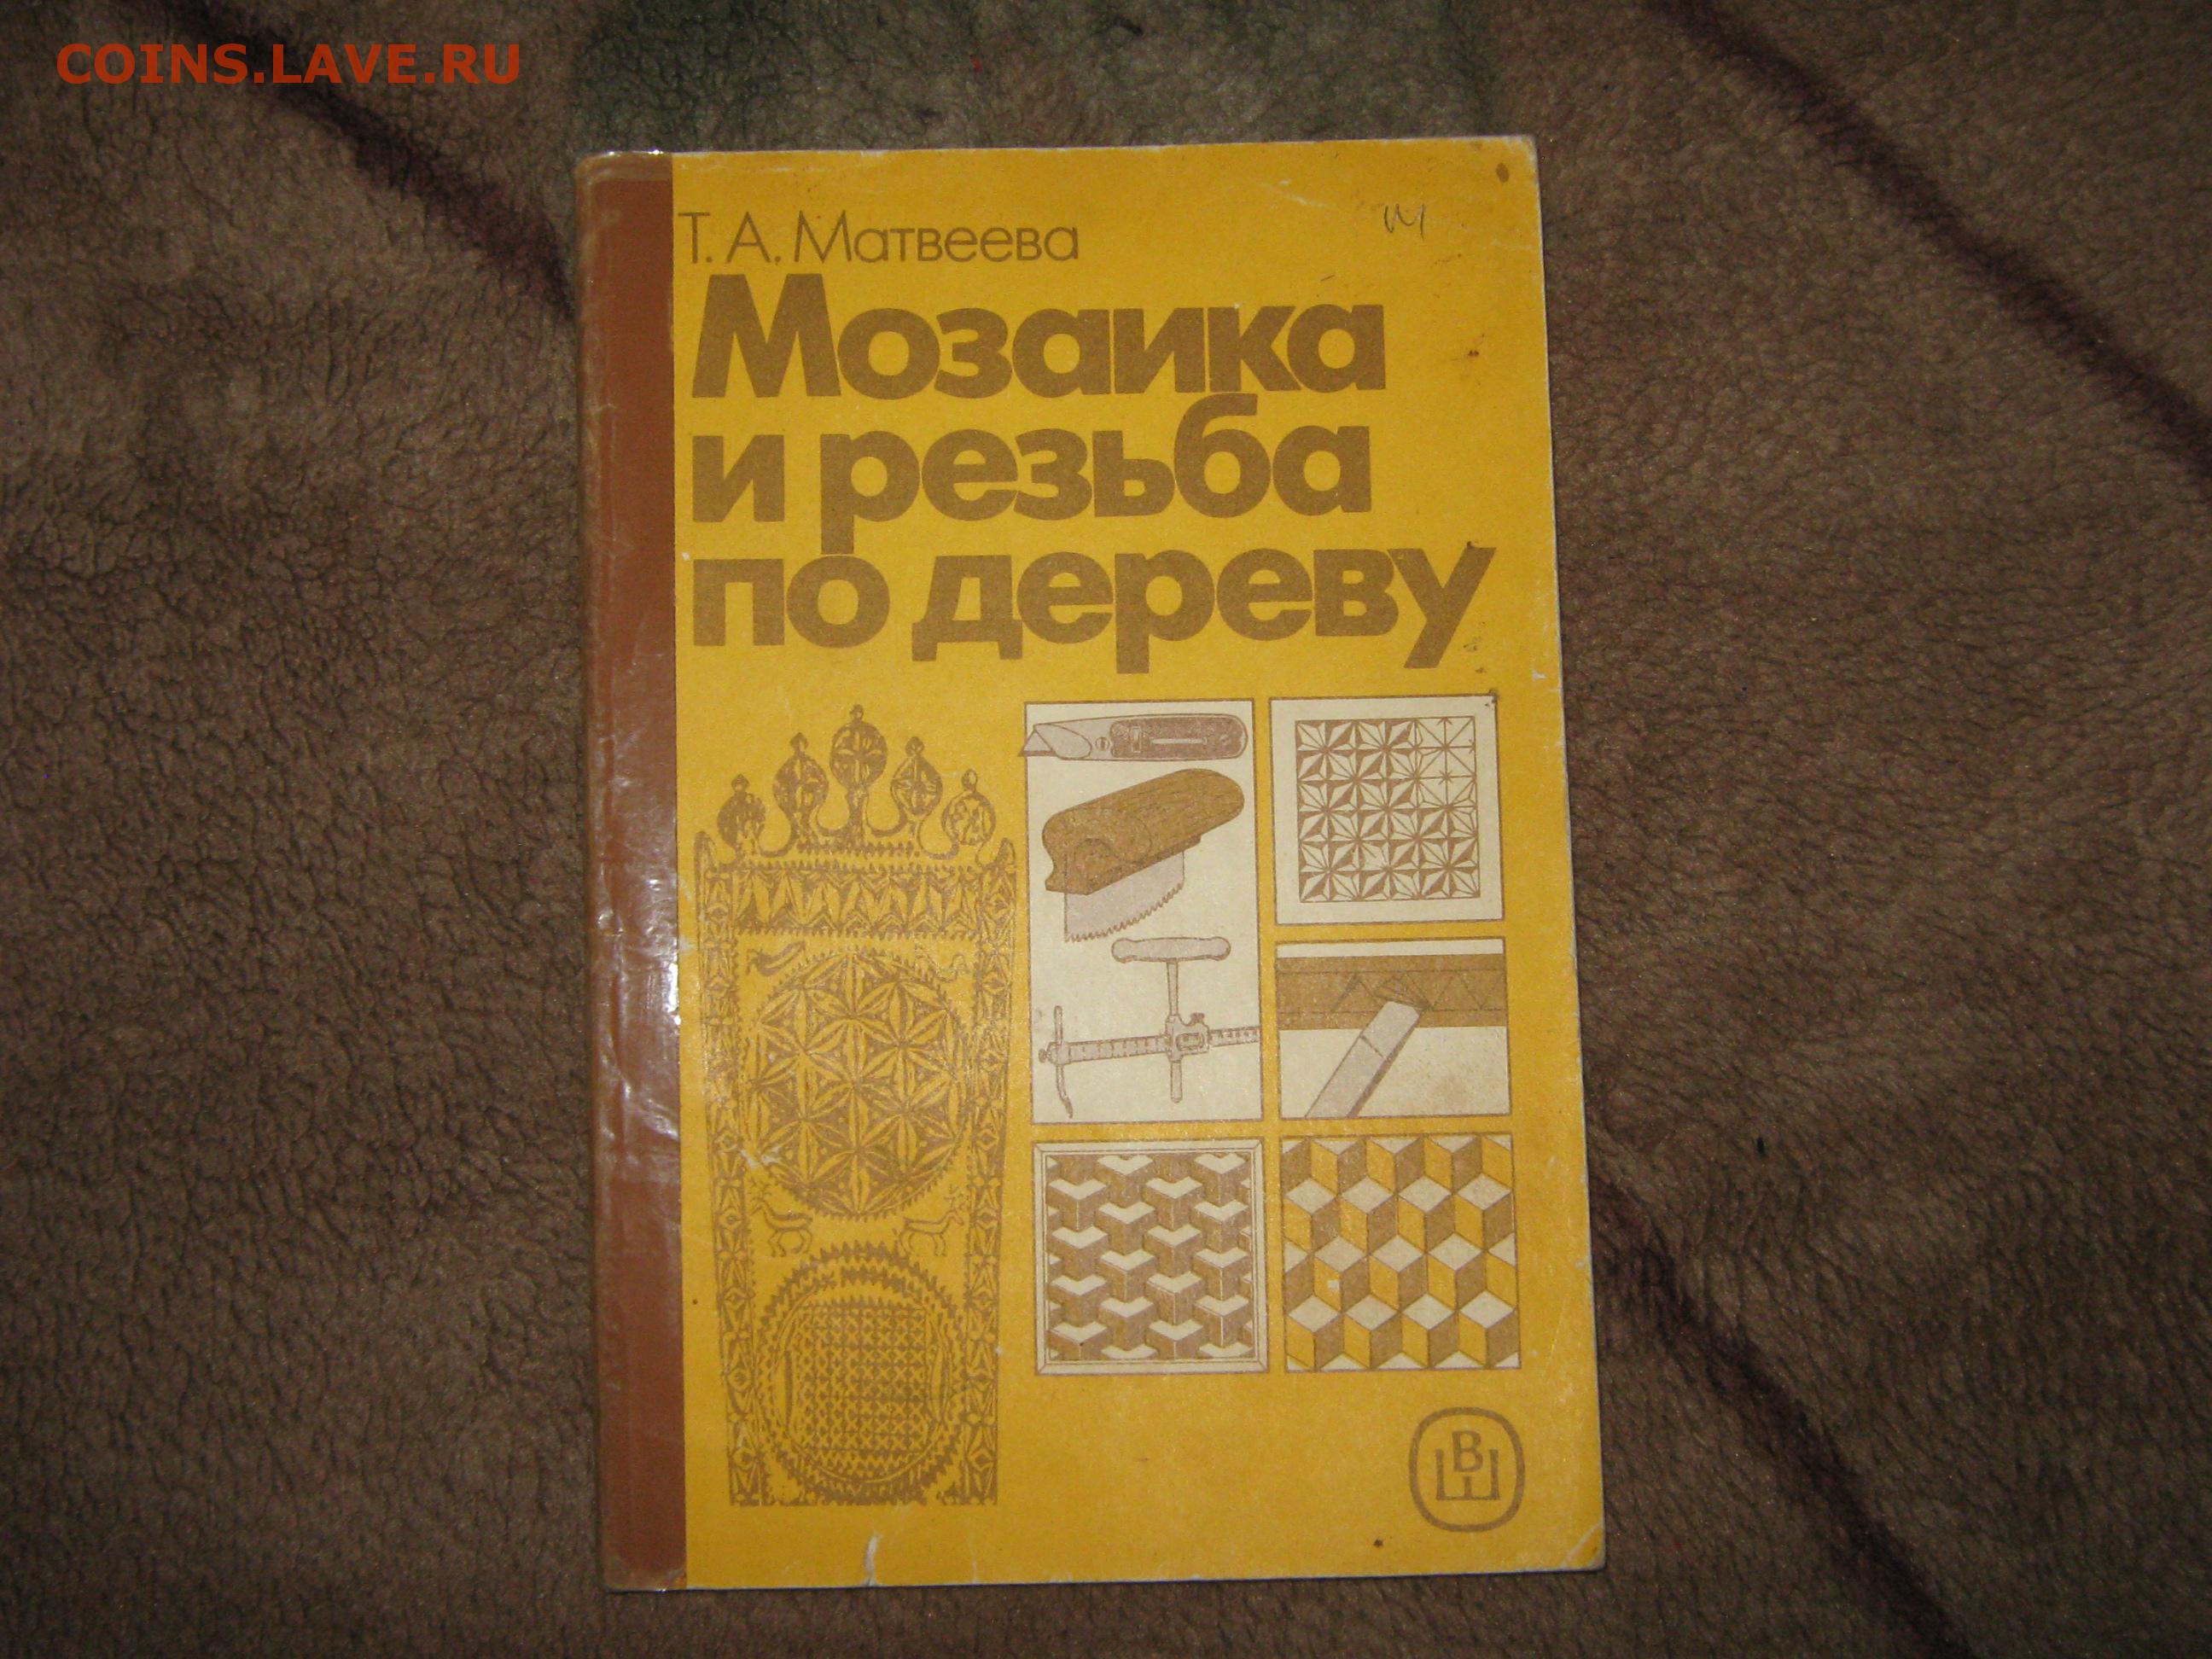 COINS.LAVE.RU
Т. А. Матвеева
Мозаика
и резьба
по дереву
В
Ш